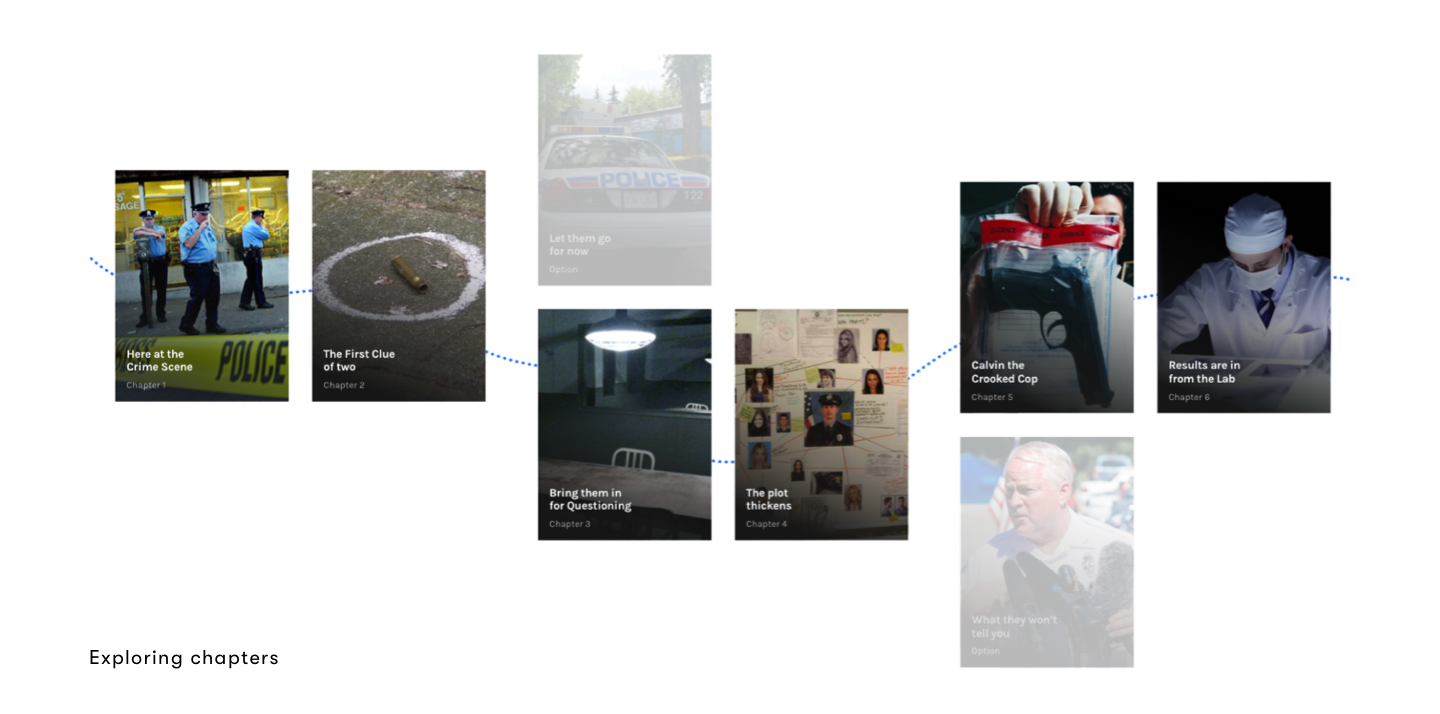 5¢
SAGE
POLICE
Here at the
Crime Scene
Chapter 1
The First Clue
of two
Chapter 2
POLICE
122
Let them go
for now
Option
Bring them in
for Questioning
Chapter 3
The plot
thickens
Chapter 4
EVIDENCE
Calvin the
Crooked Cop
Chapter 5
Results are in
from the Lab
Chapter 6
What they won't
tell you
Option
Exploring chapters